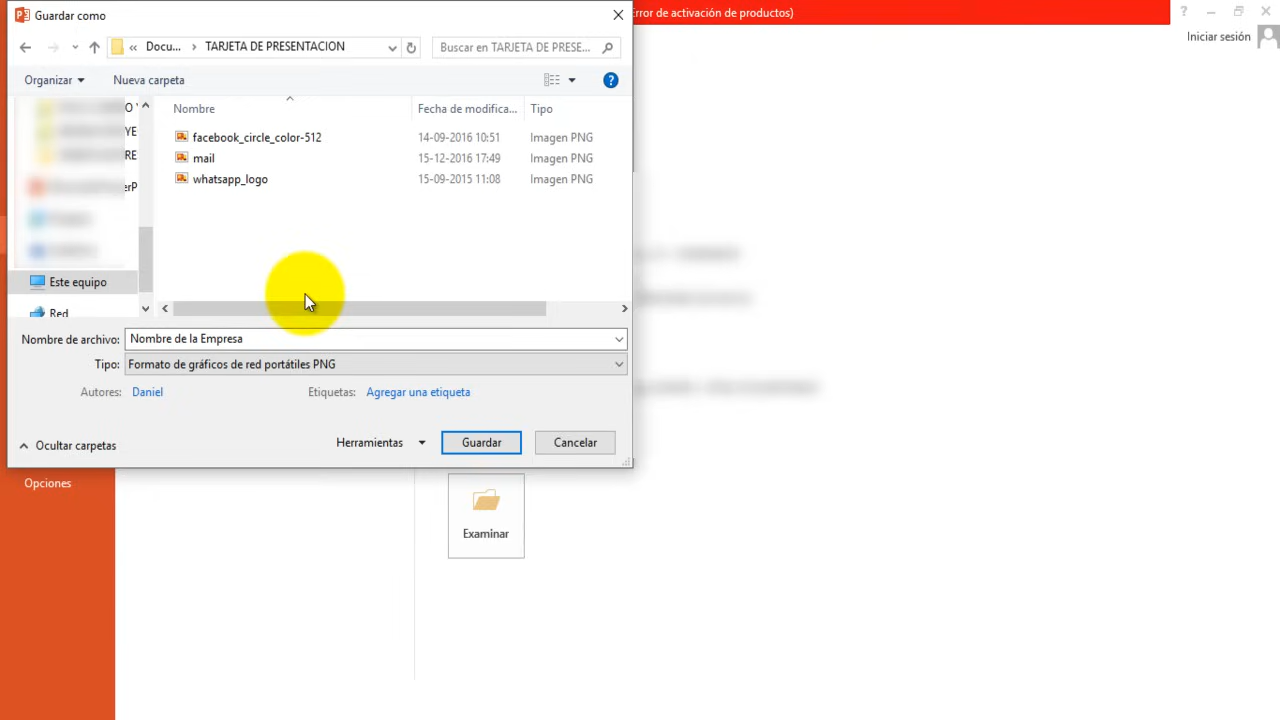 Guardar como
Error de activación de productos)
?
Iniciar sesión
« Docu... > TARJETA DE PRESENTACION
Buscar en TARJETA DE PRESE...
Organizar
Nueva carpeta
?
Nombre
Fecha de modifica...
Tipo
facebook_circle_color-512
14-09-2016 10:51
Imagen PNG
mail
15-12-2016 17:49
Imagen PNG
whatsapp_logo
15-09-2015 11:08
Imagen PNG
Este equipo
Red
Nombre de archivo: Nombre de la Empresa
Tipo: Formato de gráficos de red portátiles PNG
Autores: Daniel
Etiquetas: Agregar una etiqueta
Ocultar carpetas
Herramientas
Guardar
Cancelar
Opciones
Examinar